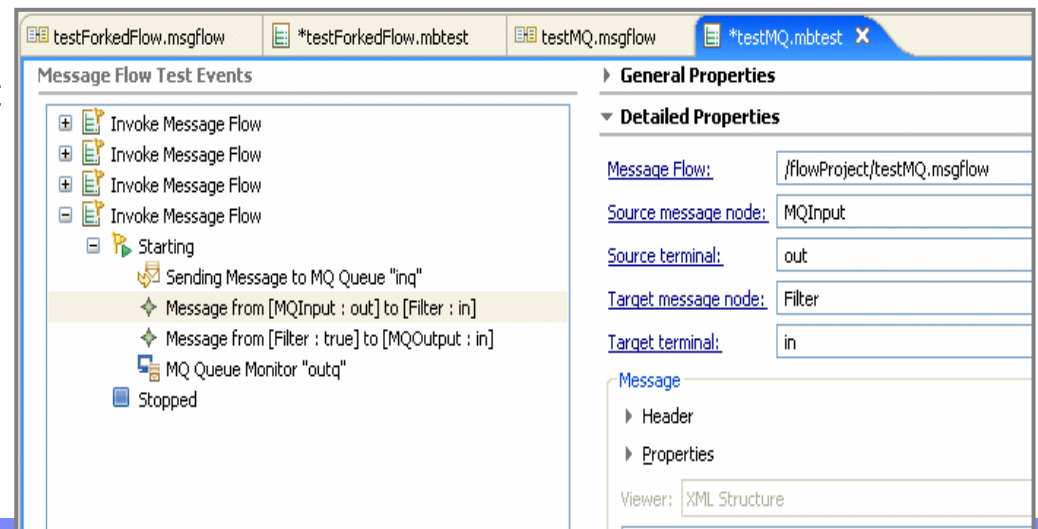 testForkedFlow.msgflow
*testForkedFlow.mbtest
testMQ.msgflow
*testMQ.mbtest
Message Flow Test Events
Invoke Message Flow
Invoke Message Flow
Invoke Message Flow
Invoke Message Flow
Starting
Sending Message to MQ Queue "inq"
Message from [MQInput : out] to [Filter : in]
Message from [Filter : true] to [MQOutput : in]
MQ Queue Monitor "outq"
Stopped
General Properties
Detailed Properties
Message Flow: /flowProject/testMQ.msgflow
Source message node: MQInput
Source terminal: out
Target message node: Filter
Target terminal: in
Message
Header
Properties
Viewer: XML Structure